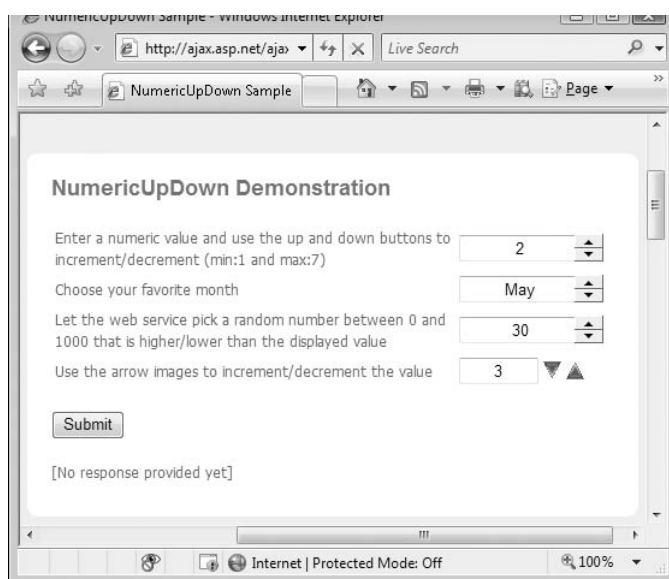 NumericUpDown Sample - Windows Internet Explorer
http://ajax.asp.net/ajax
Live Search
NumericUpDown Sample
Page
NumericUpDown Demonstration
Enter a numeric value and use the up and down buttons to
increment/decrement (min:1 and max:7)
2
Choose your favorite month
May
Let the web service pick a random number between 0 and
1000 that is higher/lower than the displayed value
30
Use the arrow images to increment/decrement the value
3
Submit
[No response provided yet]
Internet | Protected Mode: Off
100%